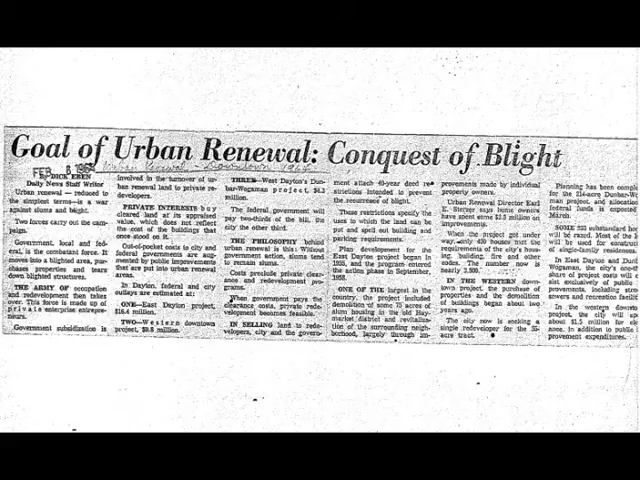 Goal of Urban Renewal: Conquest of Blight
FEB 8 1964
Urban Renewal - Downtown
By DICK EBEN
Daily News Staff Writer
Urban renewal — reduced to
the simplest terms—is a war
against slums and blight.
Two forces carry out the cam-
paign.
Government, local and fed-
eral, is the combatant force. It
moves into a blighted area, pur-
chases properties and tears
down blighted structures.
THE ARMY OF occupation
and redevelopment then takes
over. This force is made up of
private enterprise entrepre-
neurs.
Government subsidization is
involved in the turnover of ur-
ban renewal land to private re-
developers.
PRIVATE INTERESTS buy
cleared land at its appraised
value, which does not reflect
the cost of the buildings that
once stood on it.
Out-of-pocket costs to city and
federal governments are aug-
mented by public improvements
that are put into urban renewal
areas.
In Dayton, federal and city
outlays are estimated at:
ONE—East Dayton project,
$16.4 million.
TWO—Western downtown
project, $9.8 million.
THREE—West Dayton's Dun-
bar-Wogaman project, $4.1
million.
The federal government will
pay two-thirds of the bill, the
city the other third.
THE PHILOSOPHY behind
urban renewal is this: Without
government action, slums tend
to remain slums.
Costs preclude private clear-
ance and redevelopment pro-
grams.
When government pays the
clearance costs, private rede-
velopment becomes feasible.
IN SELLING land to rede-
velopers, city and the govern-
ment attach 40-year deed re-
strictions intended to prevent
the recurrence of blight.
These restrictions specify the
uses to which the land can be
put and spell out building and
parking requirements.
Plan development for the
East Dayton project began in
1956, and the program entered
the action phase in September,
1958.
ONE OF THE largest in the
country, the project included
demolition of some 75 acres of
slum housing in the old Hay-
market district and revitaliza-
tion of the surrounding neigh-
borhood, largely through im-
provements made by individual
property owners.
Urban Renewal Director Earl
E. Sterzer says home owners
have spent some $2.5 million on
improvements.
When the project got under
way, only 400 houses met the
requirements of the city's hous-
ing, building, fire and other
codes. The number now is
nearly 2,500.
IN THE WESTERN down-
town project, the purchase of
properties and the demolition
of buildings began about two
years ago.
The city now is seeking a
single redeveloper for the
acre tract.
Planning has been comple
for the 214-acre Dunbar-W
man project, and allocation
federal funds is expected
March.
SOME substandard hou
will be razed. Most of the l
will be used for construct
of single-family residences
In East Dayton and Dunb
Wogaman, the city's one-t
share of project costs will c
sist exclusively of public
provements, including stre
sewers and recreation faciliti
In the western downto
project, the city will sp
about $1.5 million for cle
ance. In addition to public
provement expenditures.